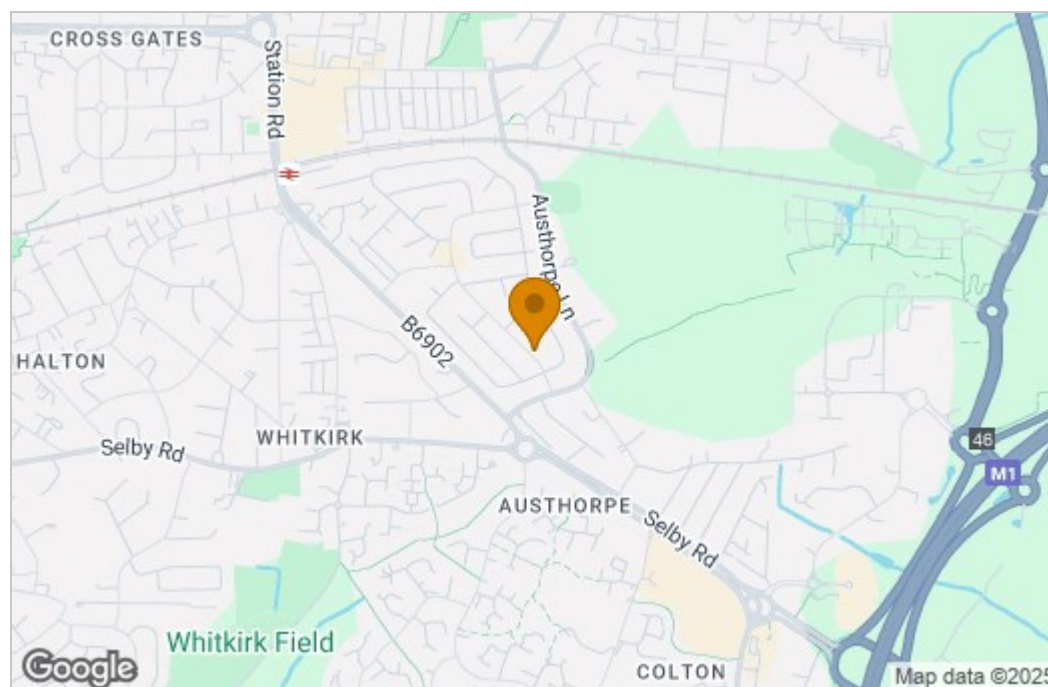 CROSS GATES
Station Rd
Austhorpe Ln
B6902
HALTON
WHITKIRK
Selby Rd
46
M1
AUSTHORPE
Selby Rd
Whitkirk Field
COLTON
Google
Map data ©2025